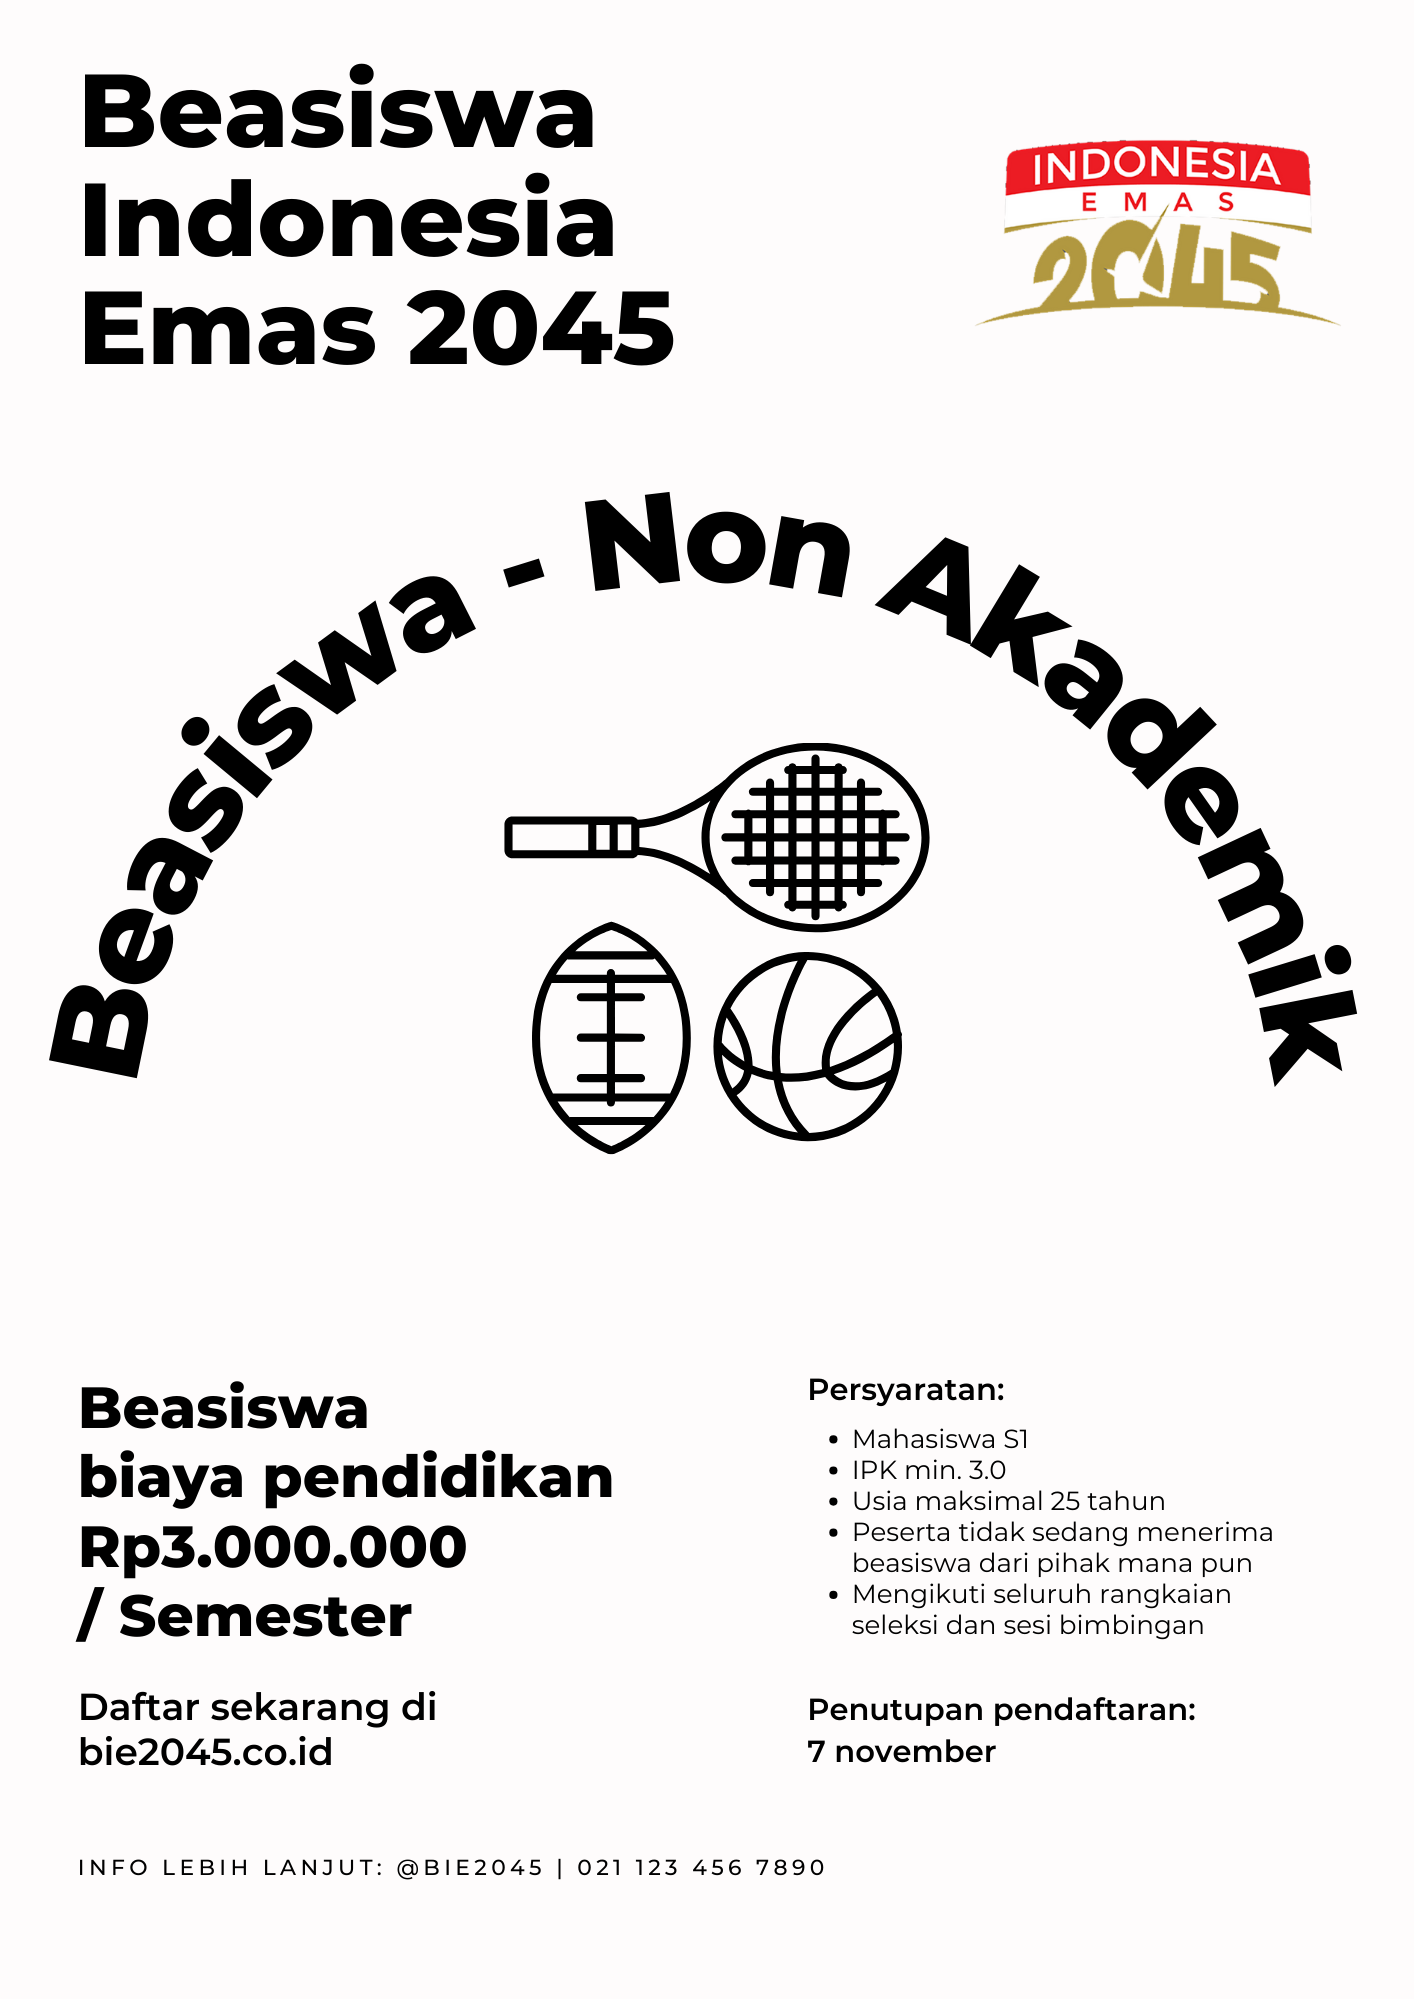 Beasiswa
Indonesia
Emas 2045
INDONESIA
EMAS
2045
Beasiswa - Non Akademik
Beasiswa
biaya pendidikan
Rp3.000.000
/ Semester
Daftar sekarang di
bie2045.co.id
Persyaratan:
• Mahasiswa S1
• IPK min. 3.0
• Usia maksimal 25 tahun
• Peserta tidak sedang menerima
beasiswa dari pihak mana pun
• Mengikuti seluruh rangkaian
seleksi dan sesi bimbingan
Penutupan pendaftaran:
7 november
INFO LEBIH LANJUT: @BIE2045 | 021 123 456 7890